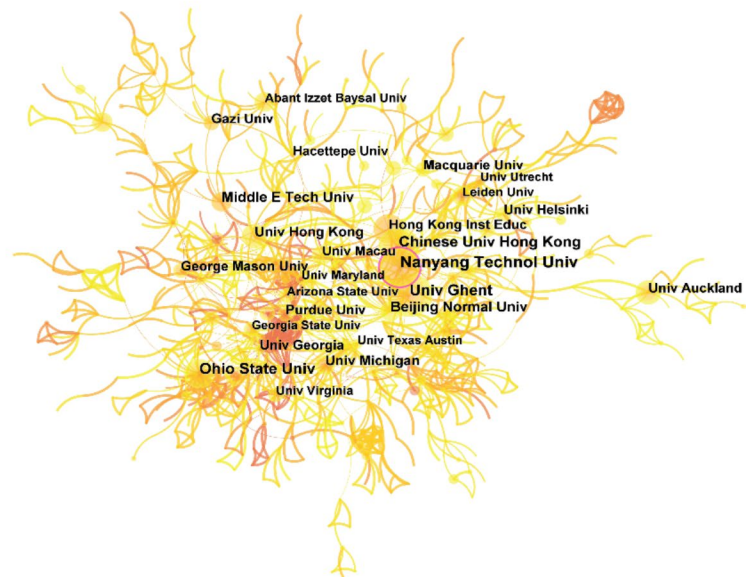 Abant Izzet Baysal Univ
Gazi Univ
Hacettepe Univ
Macquarie Univ
Univ Utrecht
Leiden Univ
Middle E Tech Univ
Univ Helsinki
Hong Kong Inst Educ
Univ Hong Kong
Chinese Univ Hong Kong
Univ Macau
Nanyang Technol Univ
George Mason Univ
Univ Maryland
Univ Auckland
Arizona State Univ
Univ Ghent
Beijing Normal Univ
Purdue Univ
Georgia State Univ
Univ Texas Austin
Univ Georgia
Univ Michigan
Ohio State Univ
Univ Virginia